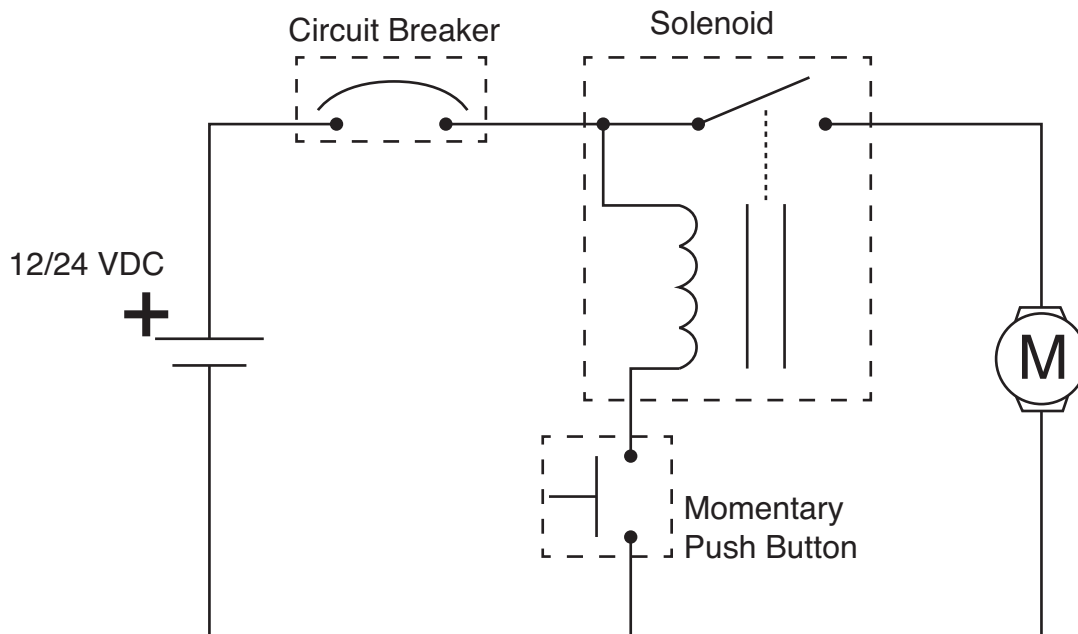 Circuit Breaker
Solenoid
12/24 VDC
+
M
Momentary
Push Button